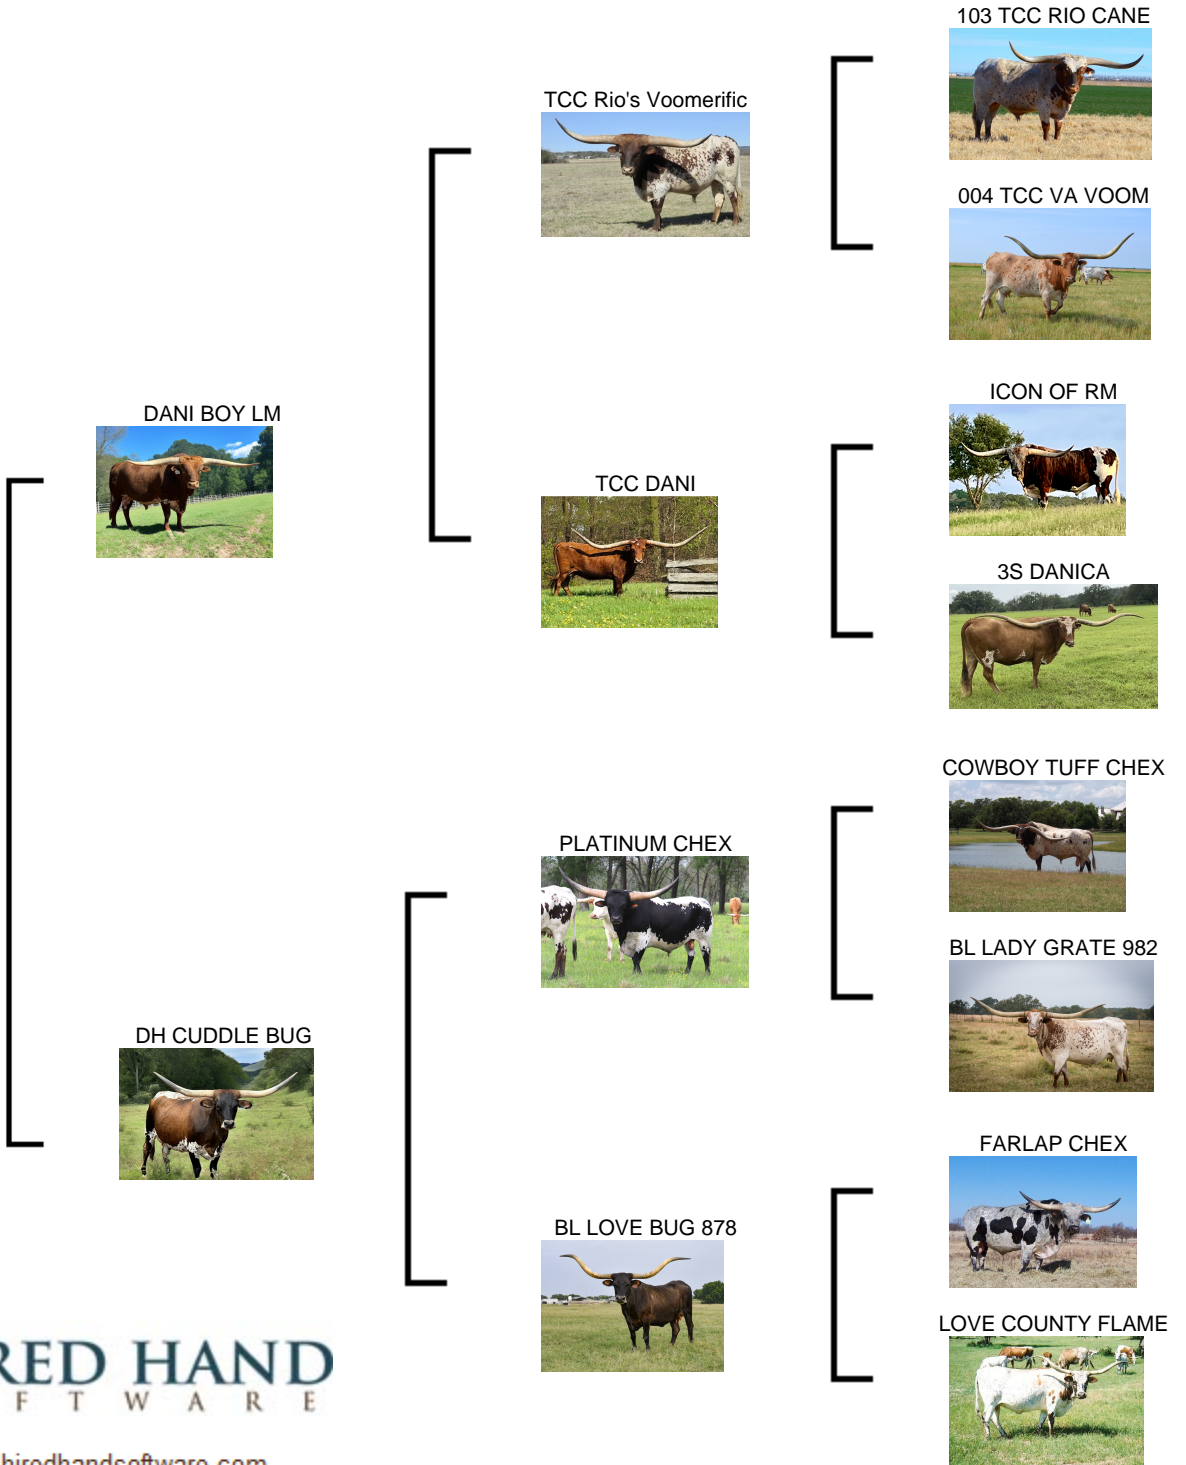 103 TCC RIO CANE
TCC Rio's Voomerific
004 TCC VA VOOM
DANI BOY LM
ICON OF RM
TCC DANI
3S DANICA
COWBOY TUFF CHEX
PLATINUM CHEX
BL LADY GRATE 982
DH CUDDLE BUG
FARLAP CHEX
BL LOVE BUG 878
LOVE COUNTY FLAME
RED HAND
F T W A R E
hiredhandsoftware.com